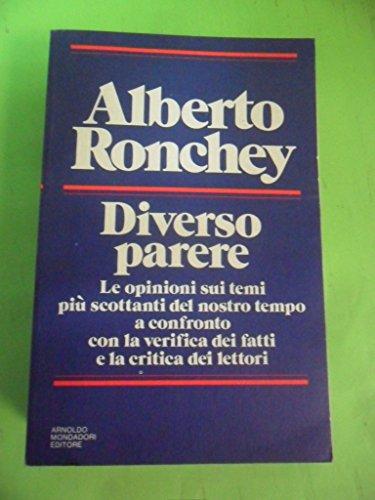 Alberto
Ronchey
Diverso
parere
Le opinioni sui temi
più scottanti del nostro tempo
a confronto
con la verifica dei fatti
e la critica dei lettori
ARNOLDO
MONDADORI
EDITORE